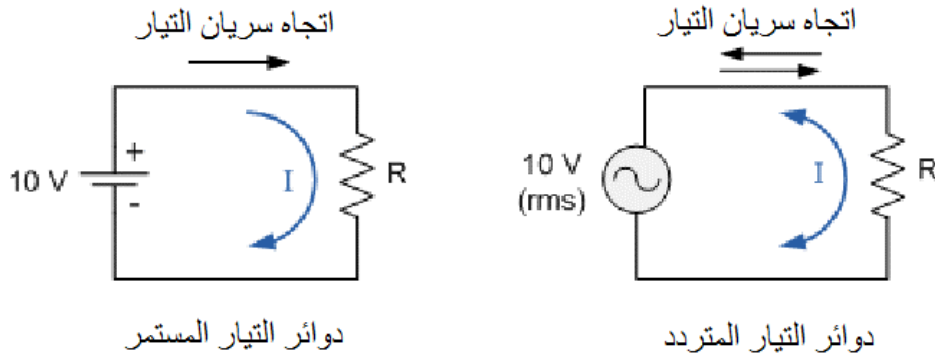 اتجاه سريان التيار
اتجاه سريان التيار
10 V
+
-
I
R
10 V
(rms)
I
R
دوائر التيار المستمر
دوائر التيار المتردد